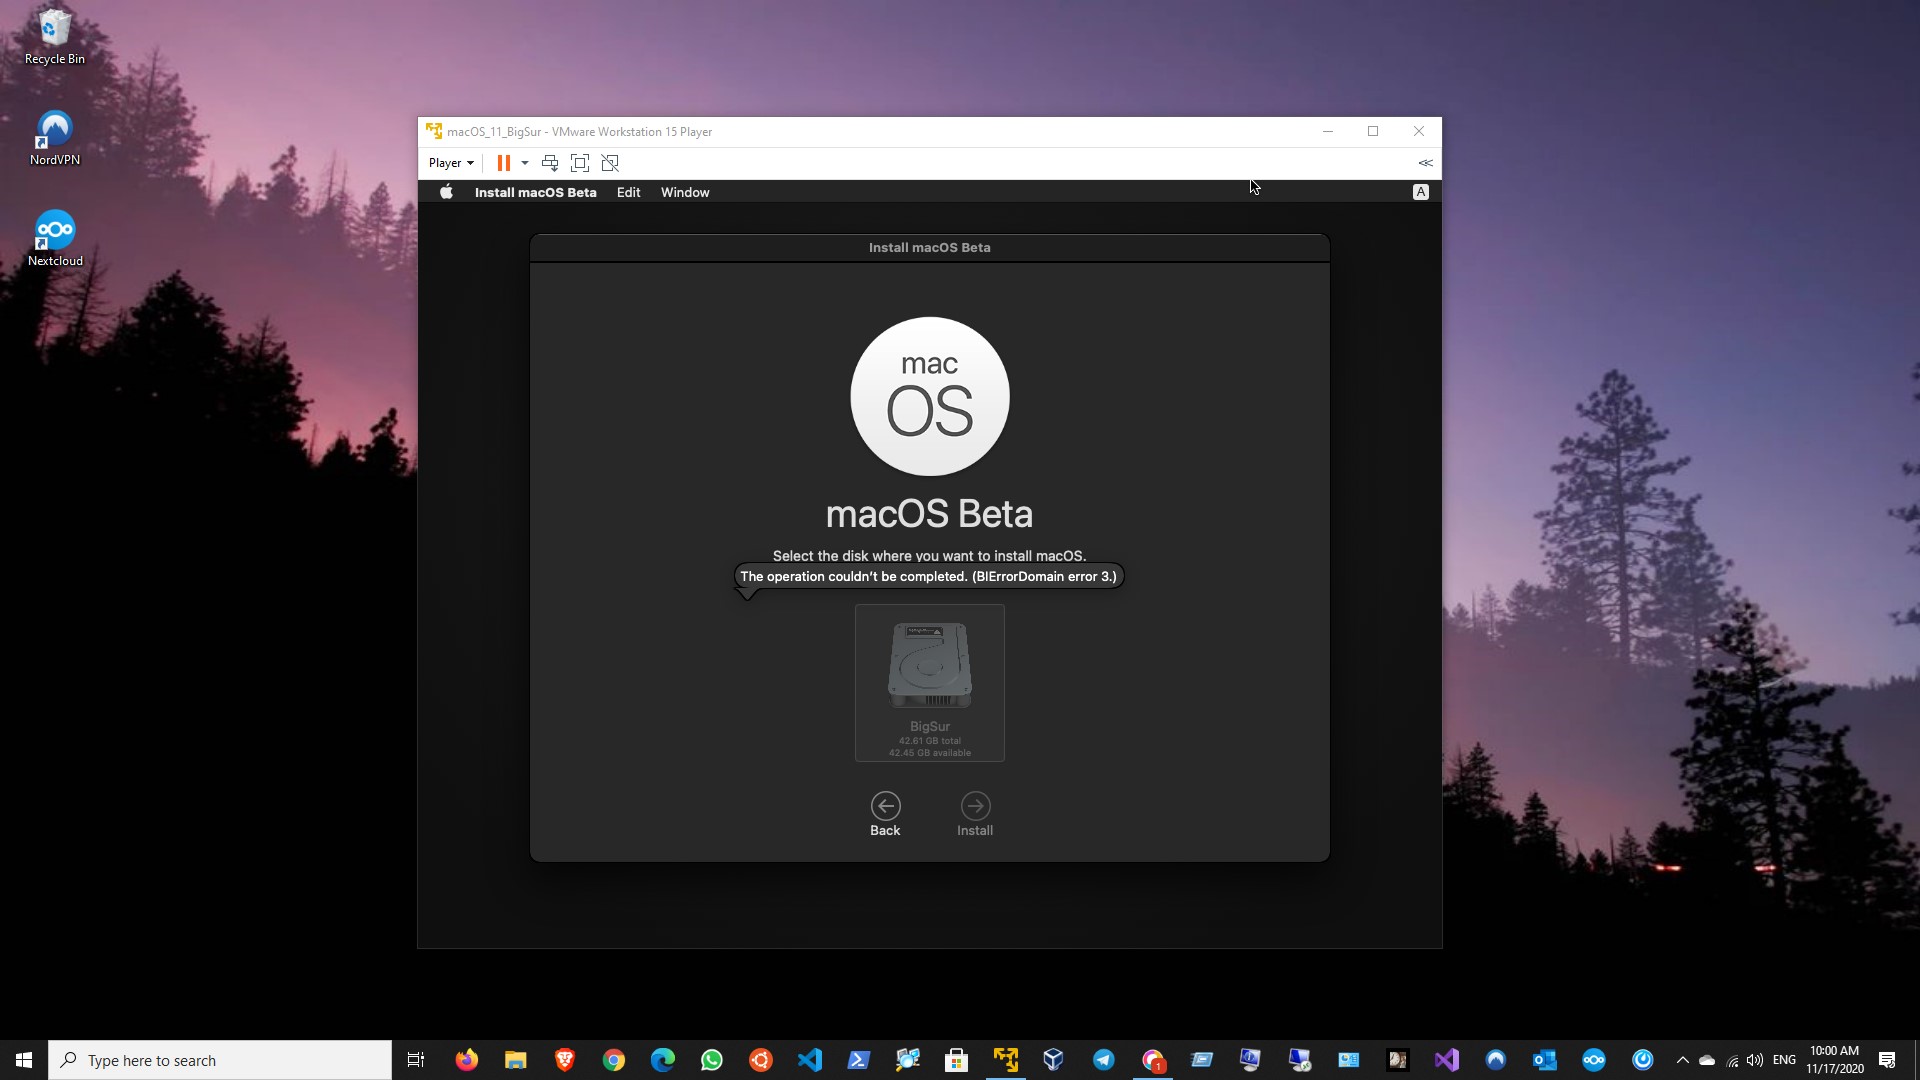 Recycle Bin
NordVPN
Nextcloud
macOS_11_BigSur - VMware Workstation 15 Player
Player
Install macOS Beta Edit Window A
Install macOS Beta
mac
OS
macOS Beta
Select the disk where you want to install macOS.
The operation couldn't be completed. (BIErrorDomain error 3.)
BigSur
42.61 GB total
42.45 GB available
Back Install
Type here to search
1
ENG
10:00 AM
11/17/2020